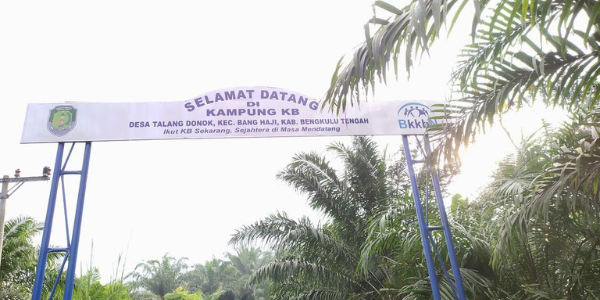 SELAMAT DATANG
DI
KAMPUNG KB
DESA TALANG DONOK, KEC. BANG HAJI, KAB. BENGKULU TENGAH
Ikut KB Sekarang, Sejahtera di Masa Mendatang